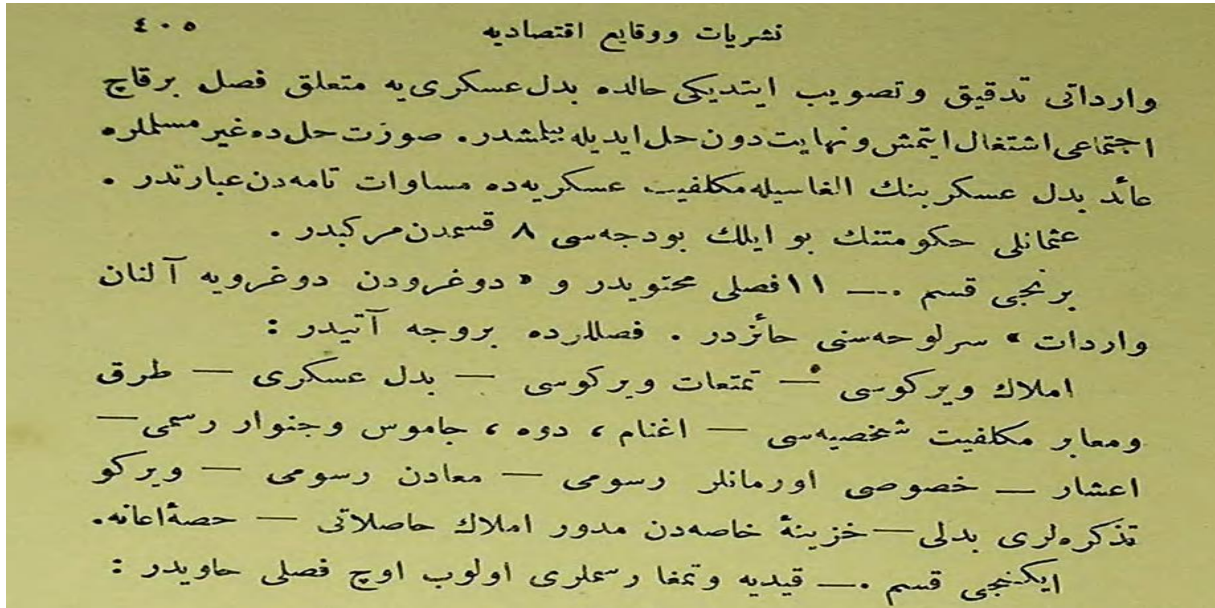 نشریات ووقایع اقتصادیه ٤٠٥
وارداتی تدقیق وتصویب ایتدیکی حالده بدل عسکری‌یه متعلق فصل برقاچ
اجتماعی اشتغال ایتمش ونهایت دون حل ایدیله بیلمشدر. صورت حل ده غیر مسلملره
عائد بدل عسکرینك الغاسیله مکلفیت عسکریه‌ده مساوات تامه‌دن عبارتدر .
عثمانلی حکومتنك بو ایلك بودجه‌سی ٨ قسمدن مرکبدر .
برنجی قسم .— ١١ فصلی محتویدر و « دوغرودن دوغرویه آلنان
واردات » سرلوحه‌سنی حائزدر . فصللرده بروجه آتیدر :
املاك ویرکوسی — تمتعات ویرکوسی — بدل عسکری — طرق
ومعابر مکلفیت شخصیه‌سی — اغنام ، دوه ، جاموس وجنوار رسمی —
اعشار — خصوصی اورمانلر رسومی — معادن رسومی — ویرکو
تذکره‌لری بدلی — خزینهٔ خاصه‌دن مدور املاك حاصلاتی — حصهٔ اعانه.
ایکنجی قسم .— قیدیه وتمغا رسملری اولوب اوچ فصلی حاویدر :